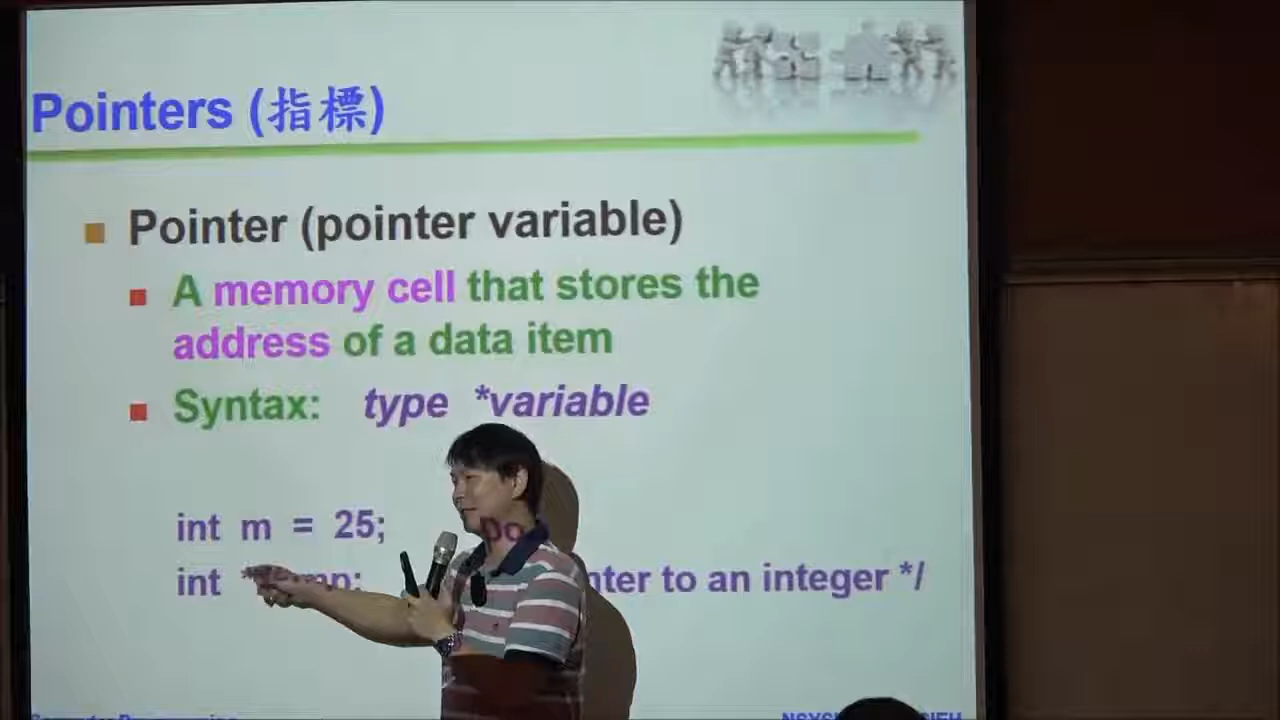 Pointers (指標)
Pointer (pointer variable)
A memory cell that stores the
address of a data item
Syntax: type *variable
int m = 25;
int to an integer */